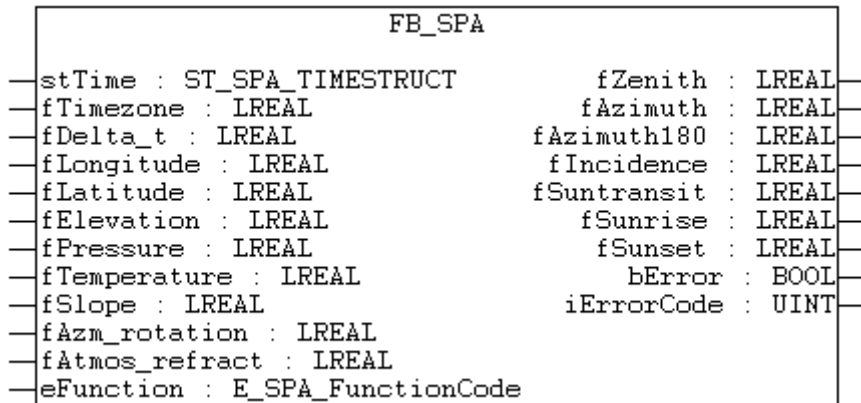 FB_SPA
stTime : ST_SPA_TIMESTRUCT fZenith : LREAL
fTimezone : LREAL fAzimuth : LREAL
fDelta_t : LREAL fAzimuth180 : LREAL
fLongitude : LREAL fIncidence : LREAL
fLatitude : LREAL fSuntransit : LREAL
fElevation : LREAL fSunrise : LREAL
fPressure : LREAL fSunset : LREAL
fTemperature : LREAL bError : BOOL
fSlope : LREAL iErrorCode : UINT
fAzm_rotation : LREAL
fAtmos_refract : LREAL
eFunction : E_SPA_FunctionCode